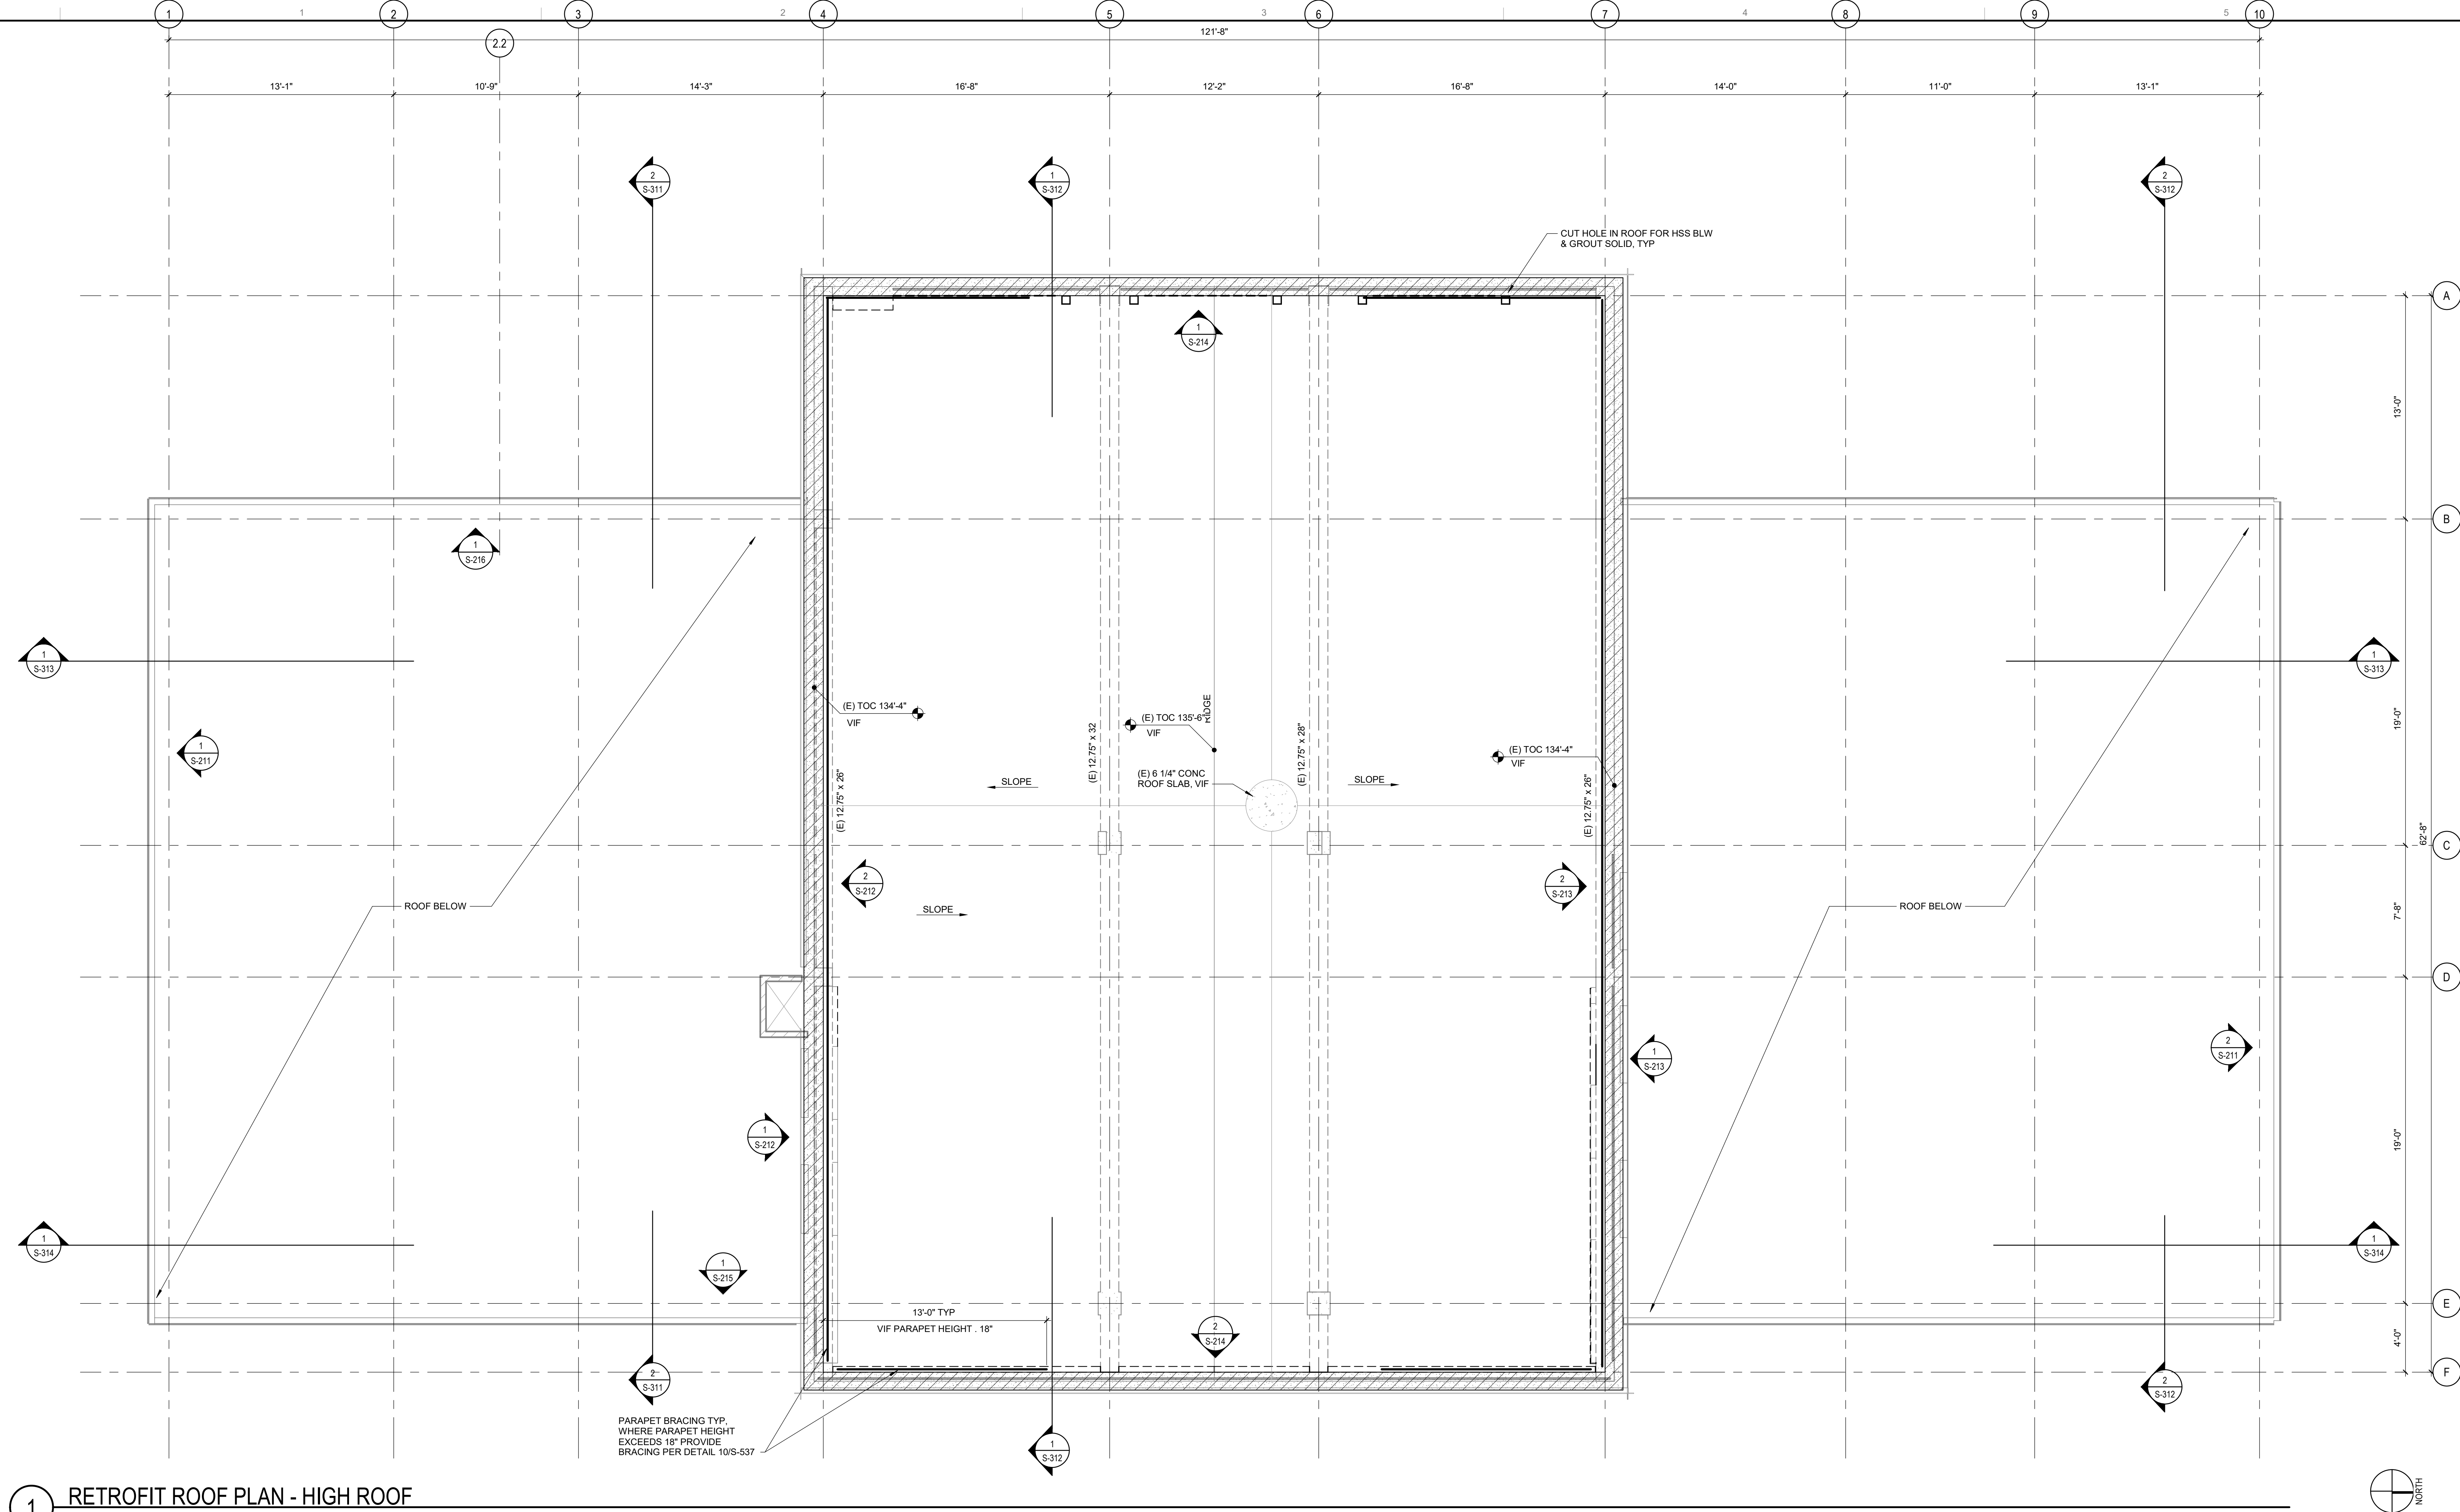 1
2
3
4
5
1
2
3
4
5
6
7
8
9
10
2.2
121'-8"
13'-1"
10'-9"
14'-3"
16'-8"
12'-2"
16'-8"
14'-0"
11'-0"
13'-1"
2
S-311
1
S-312
2
S-312
CUT HOLE IN ROOF FOR HSS BLW
& GROUT SOLID, TYP
A
1
S-214
13'-0"
B
1
S-216
1
S-313
1
S-313
(E) TOC 134'-4"
VIF
RIDGE
(E) TOC 135'-6"
VIF
19'-0"
1
S-211
(E) 12.75" x 32
(E) 12.75" x 28"
(E) TOC 134'-4"
VIF
(E) 6 1/4" CONC
ROOF SLAB, VIF
SLOPE
SLOPE
(E) 12.75" x 26"
(E) 12.75" x 26"
62'-8"
C
2
S-212
2
S-213
ROOF BELOW
SLOPE
ROOF BELOW
7'-8"
D
1
S-213
2
S-211
1
S-212
19'-0"
1
S-314
1
S-314
1
S-215
E
13'-0" TYP
VIF PARAPET HEIGHT . 18"
2
S-214
4'-0"
2
S-311
2
S-312
F
PARAPET BRACING TYP,
WHERE PARAPET HEIGHT
EXCEEDS 18" PROVIDE
BRACING PER DETAIL 10/S-537
1
S-312
1
RETROFIT ROOF PLAN - HIGH ROOF
NORTH